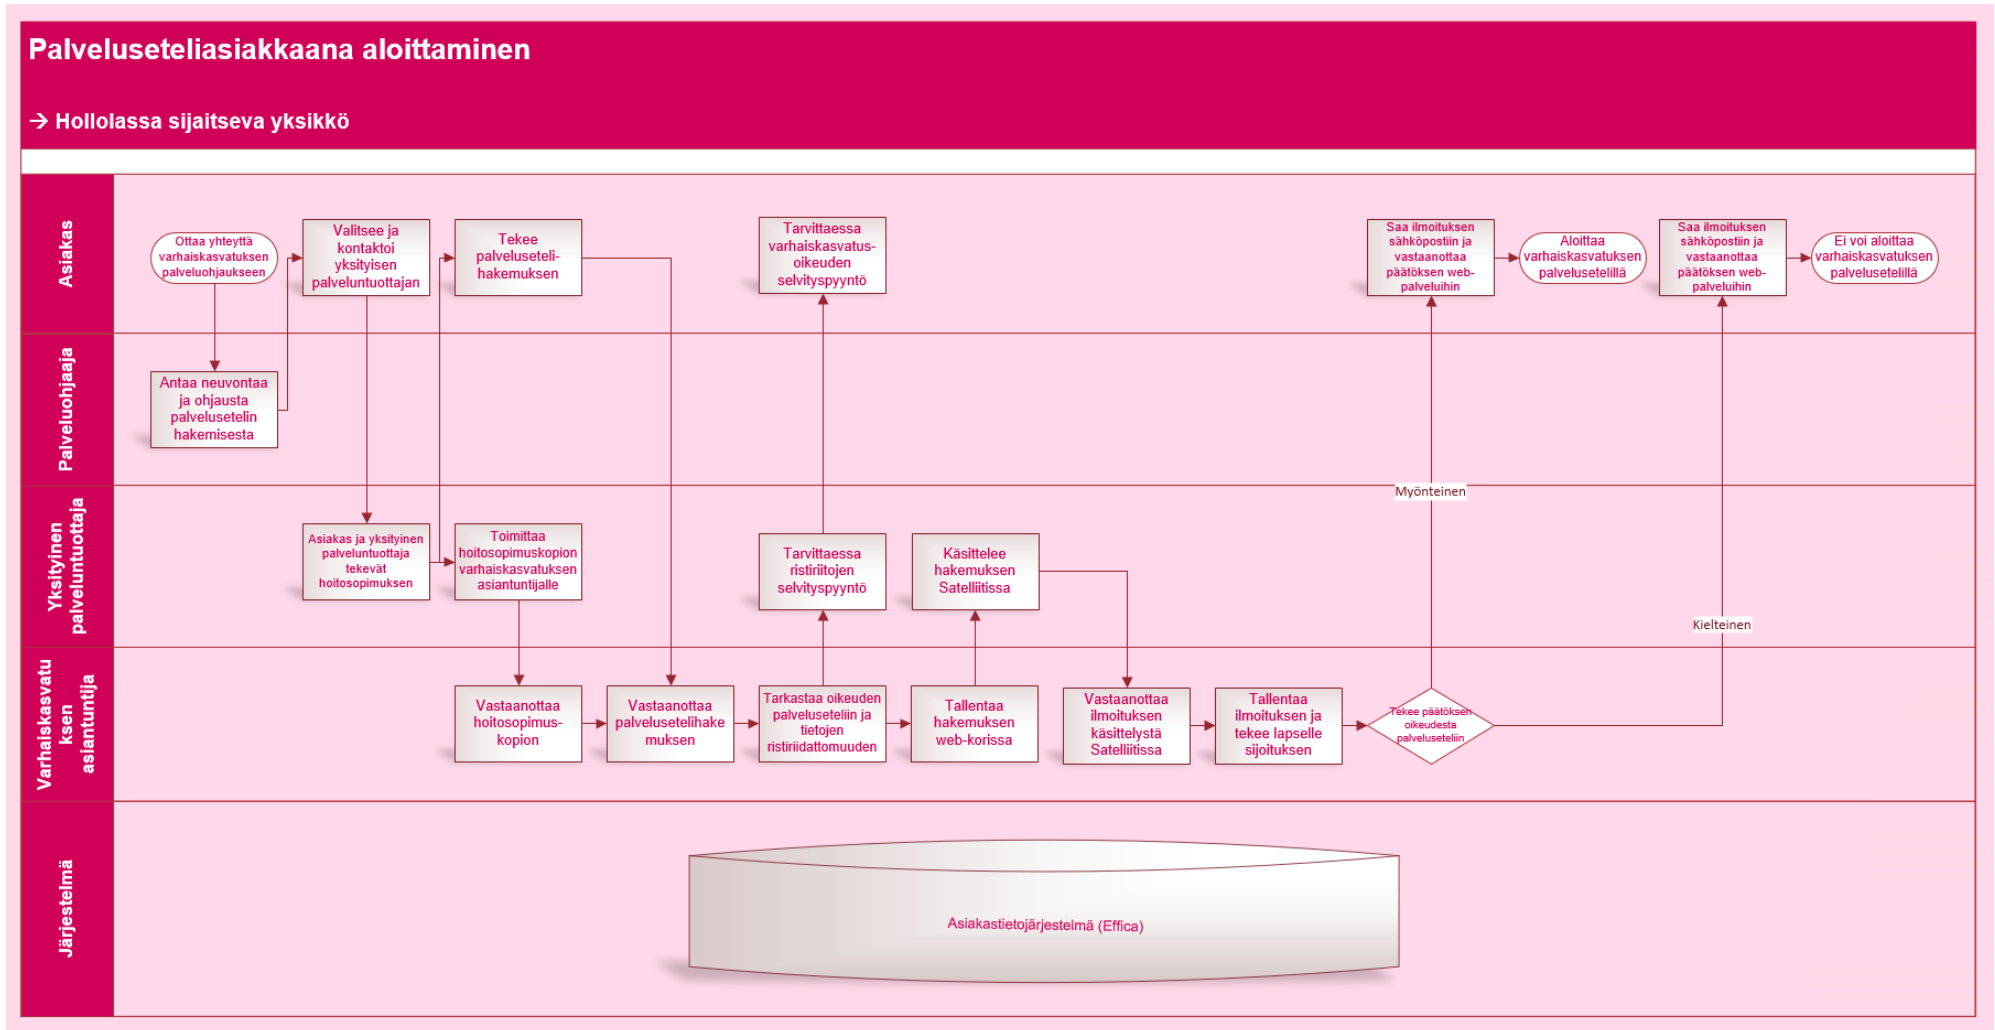 Palveluseteliasiakkaana aloittaminen
→ Hollolassa sijaitseva yksikkö
Asiakas
Ottaa yhteyttä
varhaiskasvatuksen
palveluohjaukseen
Valitsee ja
kontaktoi
yksityisen
palveluntuottajan
Tekee
palveluseteli-
hakemuksen
Tarvittaessa
varhaiskasvatus-
oikeuden
selvityspyyntö
Saa ilmoituksen
sähköpostiin ja
vastaanottaa
päätöksen web-
palveluihin
Aloittaa
varhaiskasvatuksen
palvelusetelillä
Saa ilmoituksen
sähköpostiin ja
vastaanottaa
päätöksen web-
palveluihin
Ei voi aloittaa
varhaiskasvatuksen
palvelusetelillä
Palveluohjaaja
Antaa neuvontaa
ja ohjausta
palvelusetelin
hakemisesta
Myönteinen
Yksityinen
palveluntuottaja
Asiakas ja yksityinen
palveluntuottaja
tekevät
hoitosopimuksen
Toimittaa
hoitosopimuskopion
varhaiskasvatuksen
asiantuntijalle
Tarvittaessa
ristiriitojen
selvityspyyntö
Käsittelee
hakemuksen
Satelliitissa
Kielteinen
Varhaiskasvatu
ksen
asiantuntija
Vastaanottaa
hoitosopimus-
kopion
Vastaanottaa
palvelusetelihake
muksen
Tarkastaa oikeuden
palveluseteliin ja
tietojen
ristiriidattomuuden
Tallentaa
hakemuksen
web-korissa
Vastaanottaa
ilmoituksen
käsittelystä
Satelliitissa
Tallentaa
ilmoituksen ja
tekee lapselle
sijoituksen
Tekee päätöksen
oikeudesta
palveluseteliin
Järjestelmä
Asiakastietojärjestelmä (Effica)